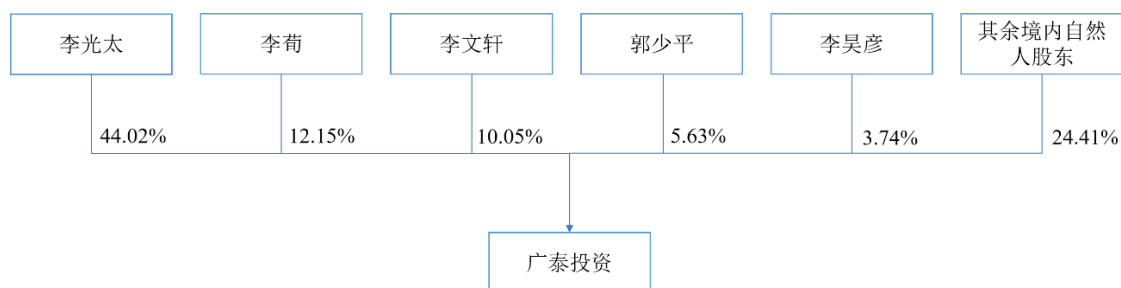 李光太
李荀
李文轩
郭少平
李昊彦
其余境内自然
人股东
44.02%
12.15%
10.05%
5.63%
3.74%
24.41%
广泰投资